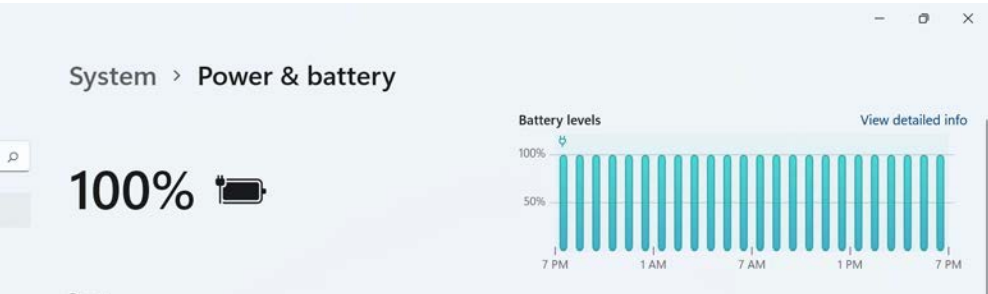 System > Power & battery
Battery levels
View detailed info
100%
100%
50%
7 PM
1 AM
7 AM
1 PM
7 PM